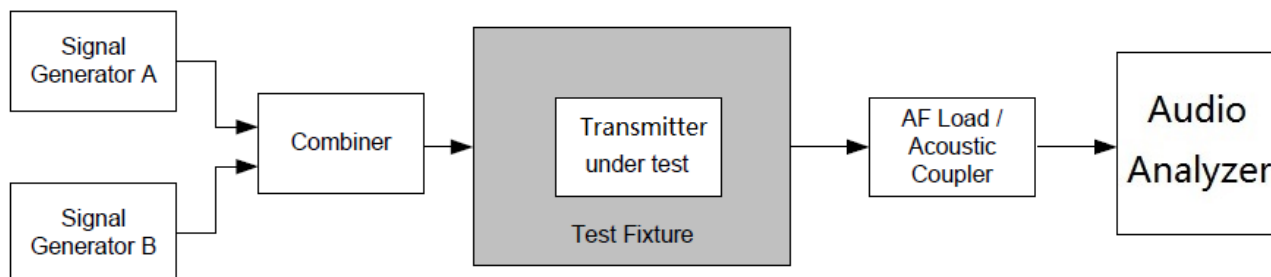 Signal
Generator A
Signal
Generator B
Combiner
Transmitter
under test
Test Fixture
AF Load /
Acoustic
Coupler
Audio
Analyzer